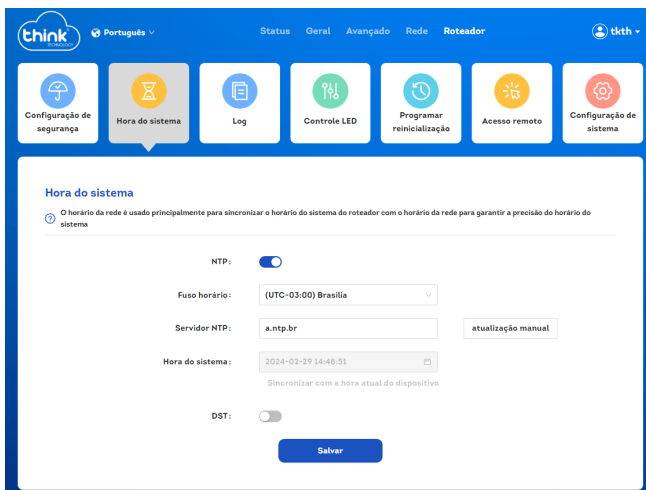 think
TECHNOLOGY
Português
Status Geral Avançado Rede Roteador
tkth
Configuração de
segurança
Hora do sistema
Log
Controle LED
Programar
reinicialização
Acesso remoto
Configuração de
sistema
Hora do sistema
? O horário da rede é usado principalmente para sincronizar o horário do sistema do roteador com o horário da rede para garantir a precisão do horário do
sistema
NTP:
Fuso horário: (UTC-03:00) Brasilia
Servidor NTP: a.ntp.br atualização manual
Hora do sistema: 2024-02-29 14:48:51
Sincronizar com a hora atual do dispositivo
DST:
Salvar